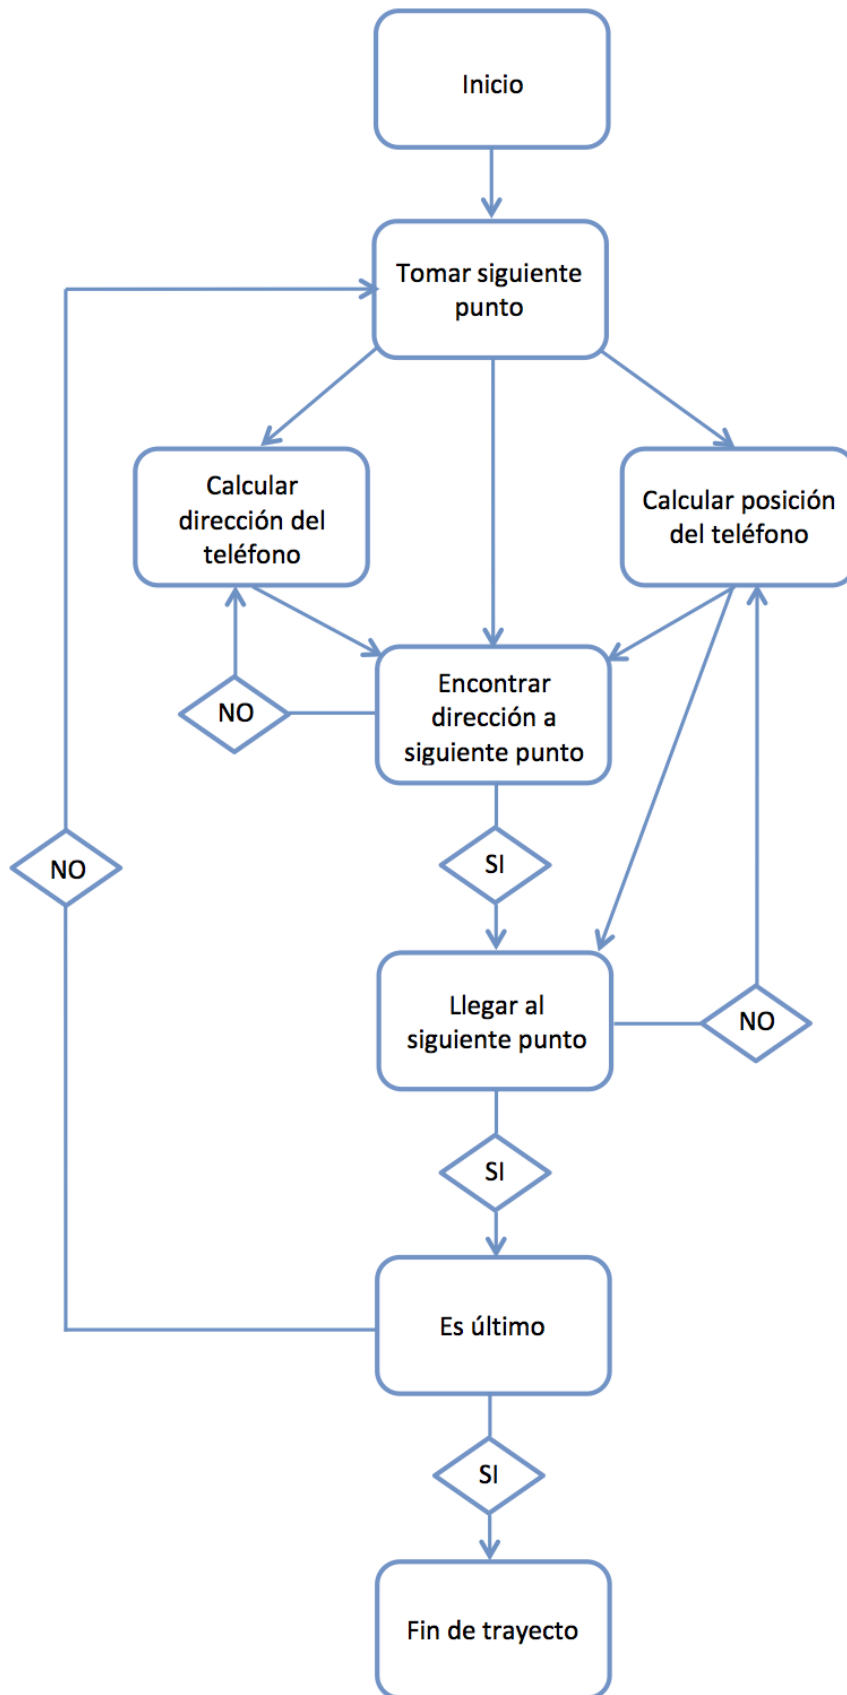 Inicio
Tomar siguiente
punto
Calcular
dirección del
teléfono
Calcular posición
del teléfono
Encontrar
dirección a
siguiente punto
NO
SI
NO
Llegar al
siguiente punto
NO
SI
Es último
SI
Fin de trayecto